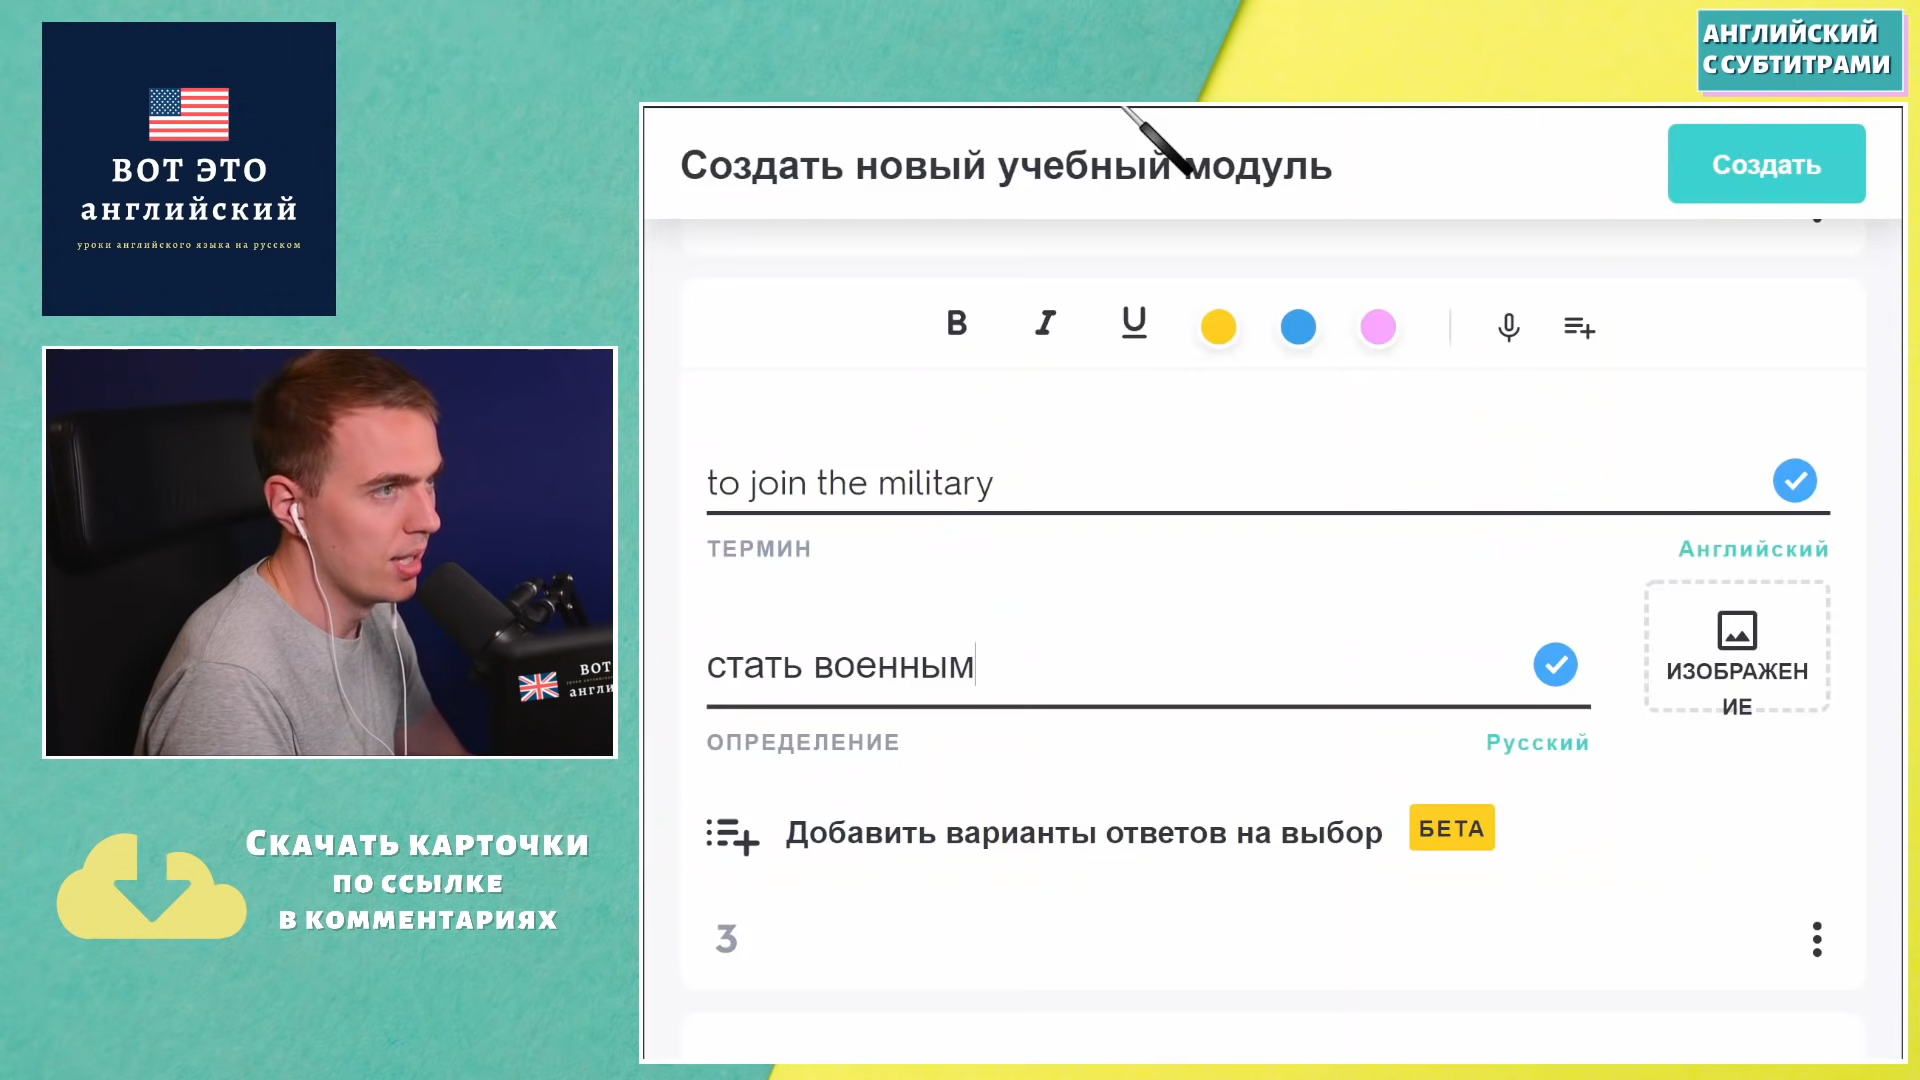 ВОТ ЭТО
английский
уроки английского языка на русском
АНГЛИЙСКИЙ
С СУБТИТРАМИ
Создать новый учебный модуль
Создать
B I U
to join the military
ТЕРМИН
Английский
стать военным
ИЗОБРАЖЕН
ИЕ
ОПРЕДЕЛЕНИЕ
Русский
Добавить варианты ответов на выбор
БЕТА
3
ВОТ
англи
Скачать карточки
по ссылке
в комментариях